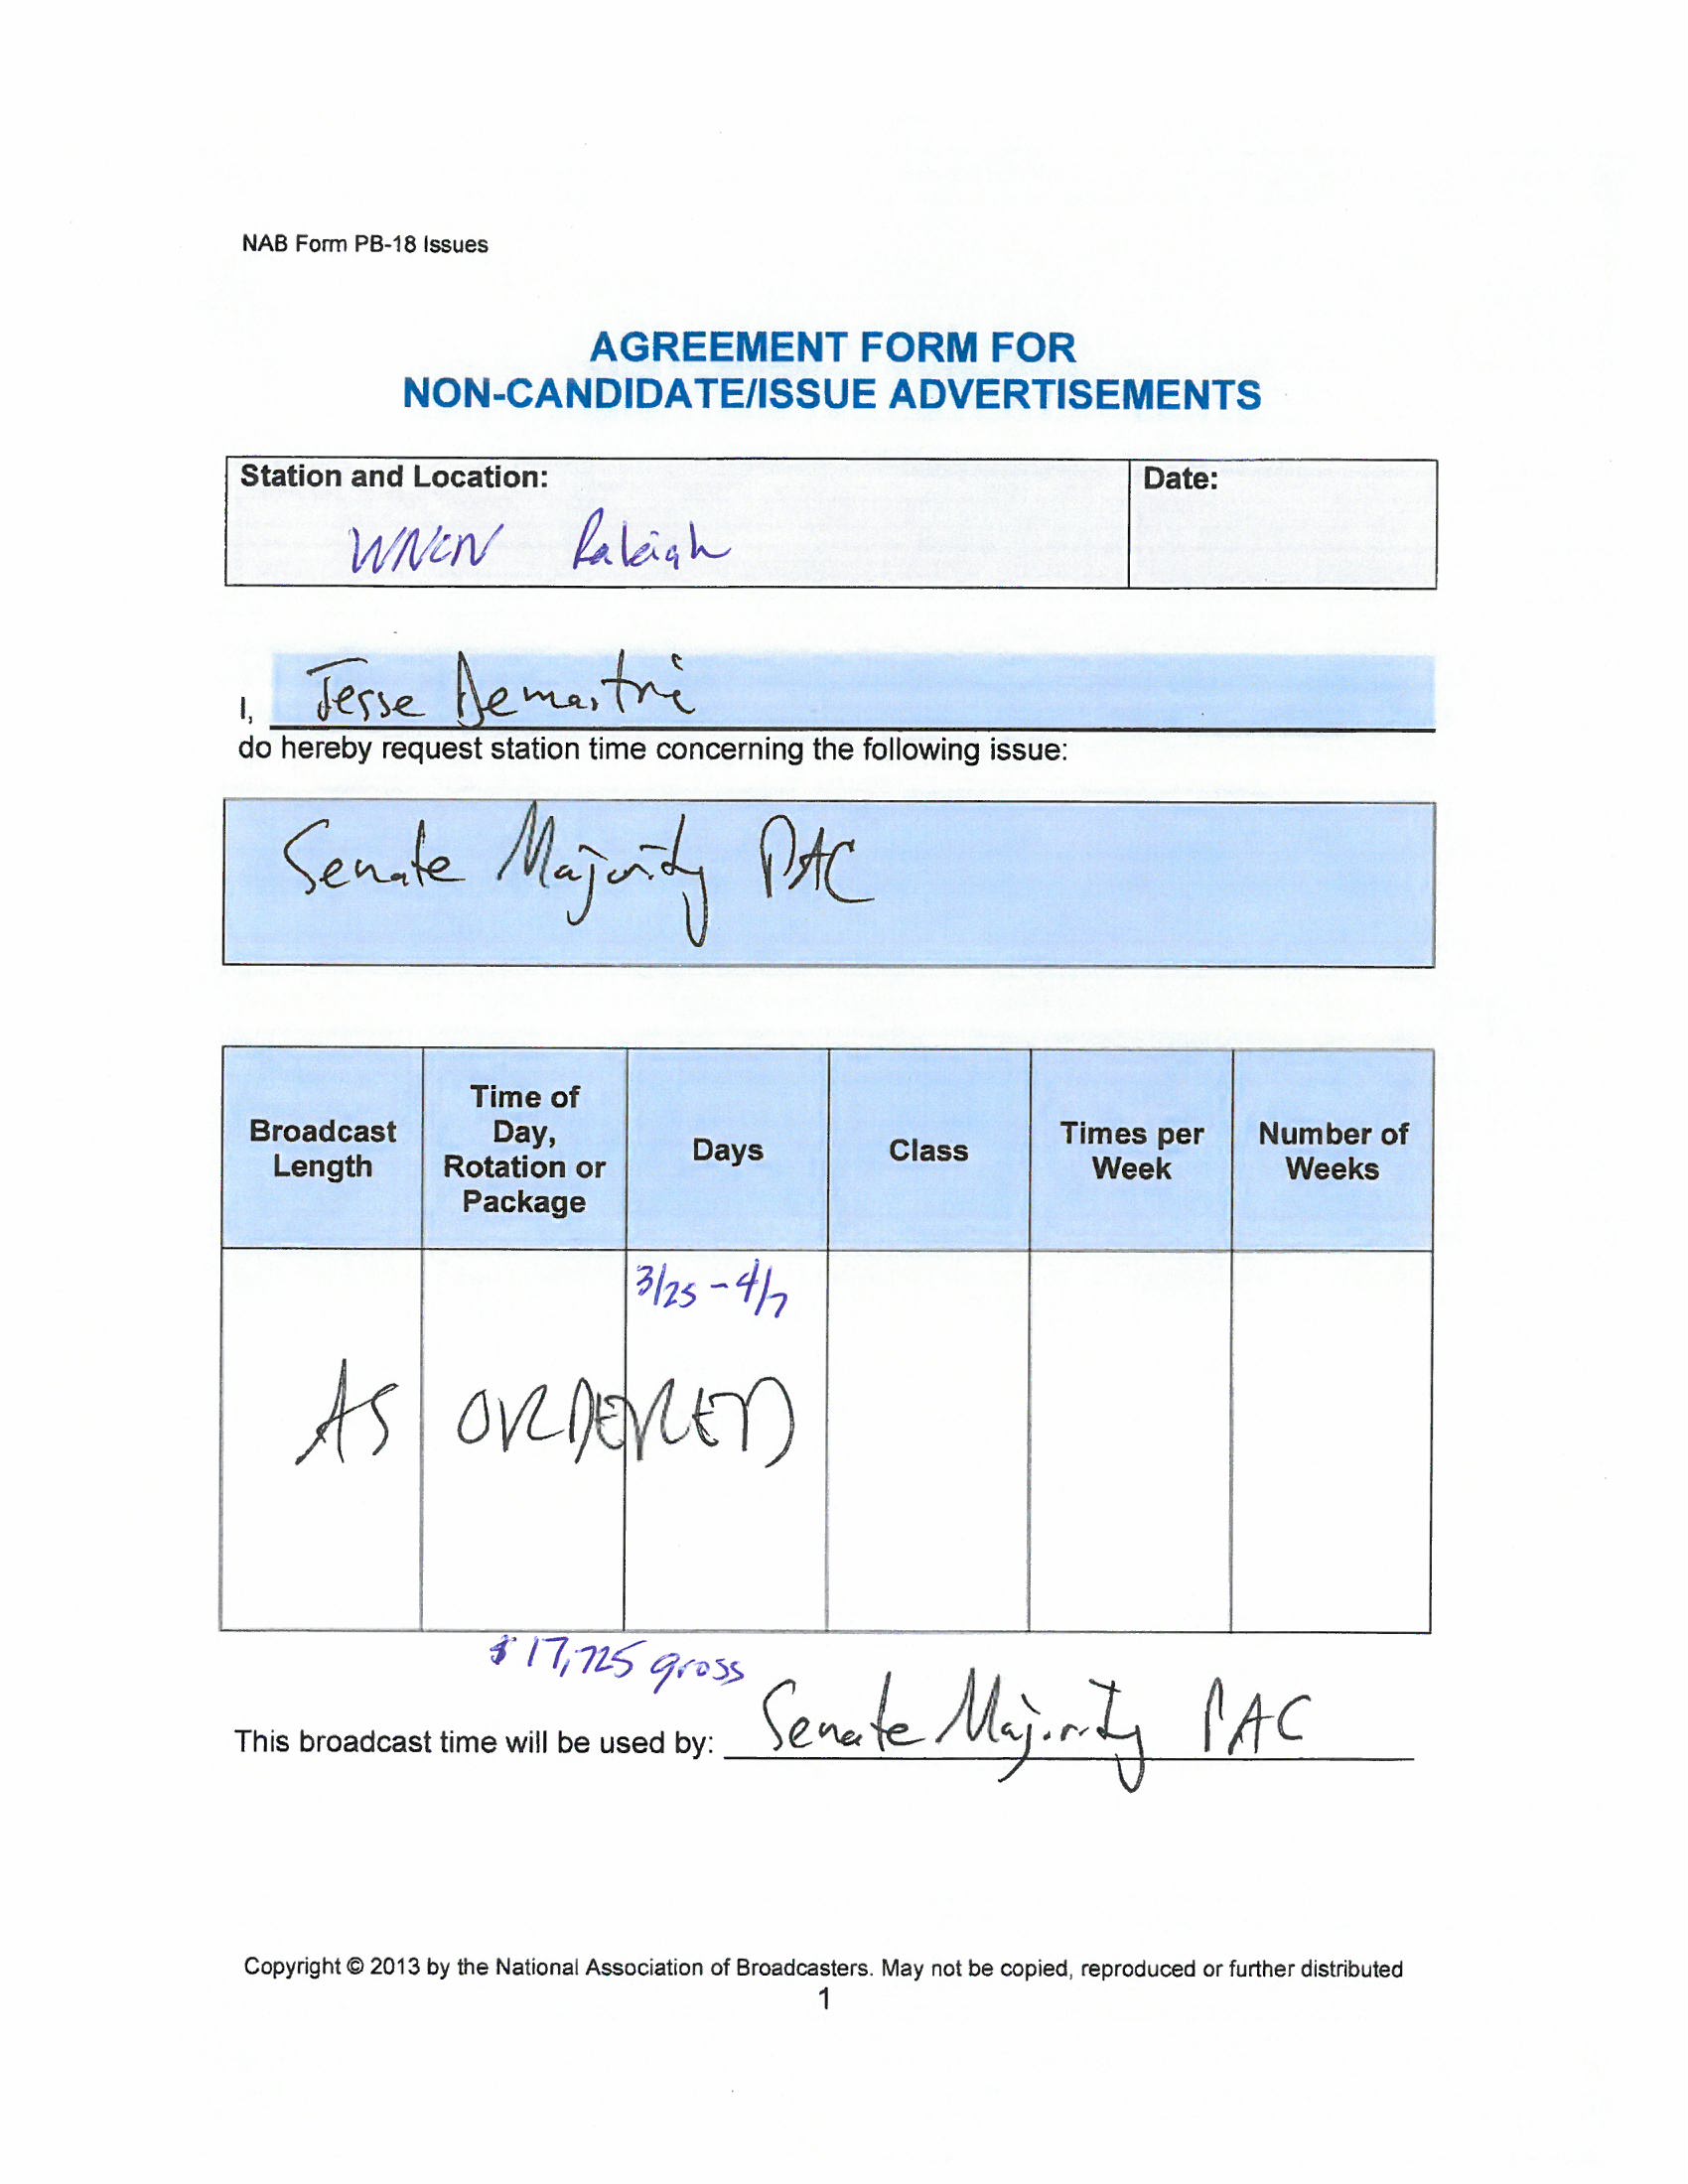 NAB Form PB-18 Issues
AGREEMENT FORM FOR
NON-CANDIDATE/ISSUE ADVERTISEMENTS
Station and Location:
Date:
WNCN Raleigh
I, Jesse Demastrie
do hereby request station time concerning the following issue:
Senate Majority PAC
Broadcast Length
Time of Day, Rotation or Package
Days
Class
Times per Week
Number of Weeks
3/25 - 4/7
AS ORDERED
$17,725 gross
This broadcast time will be used by: Senate Majority PAC
Copyright © 2013 by the National Association of Broadcasters. May not be copied, reproduced or further distributed
1